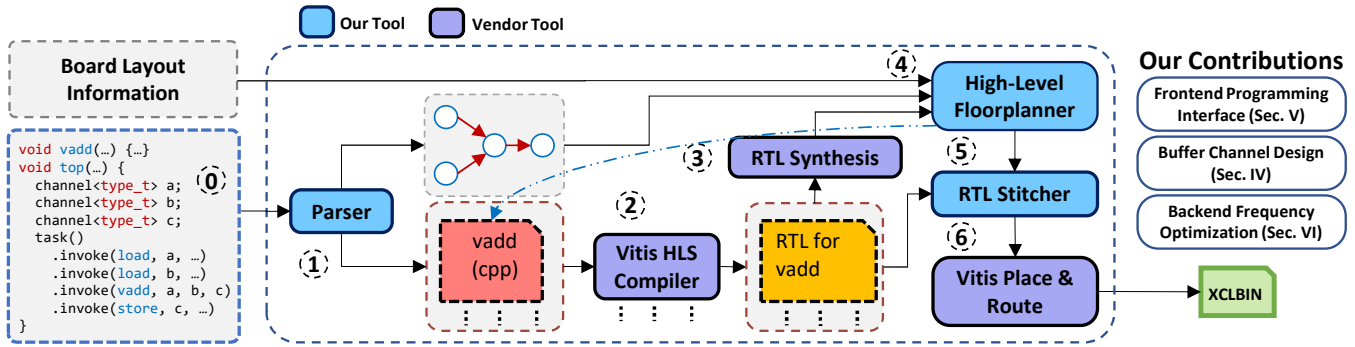 Our Tool
Vendor Tool
Board Layout
Information
void vadd(…) {…}
void top(…) {
channel<type_t> a;
channel<type_t> b;
channel<type_t> c;
task()
.invoke(load, a, …)
.invoke(load, b, …)
.invoke(vadd, a, b, c)
.invoke(store, c, …)
}
0
Parser
1
vadd
(cpp)
2
Vitis HLS
Compiler
3
RTL Synthesis
RTL for
vadd
4
High-Level
Floorplanner
5
RTL Stitcher
6
Vitis Place &
Route
Our Contributions
Frontend Programming
Interface (Sec. V)
Buffer Channel Design
(Sec. IV)
Backend Frequency
Optimization (Sec. VI)
XCLBIN